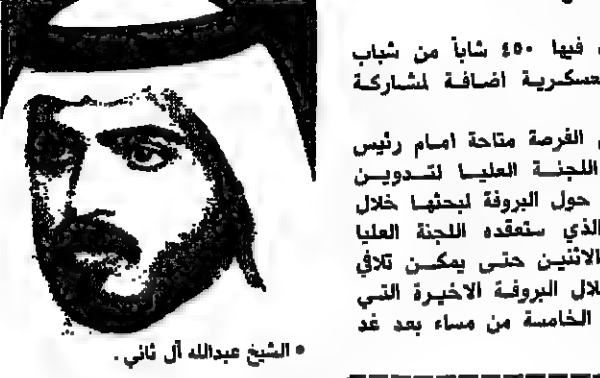 فيها ٤٥٠ شاباً من شباب
عسكرية اضافة لمشاركة
الفرصة متاحة امام رئيس
اللجنة العليا لتدوين
حول البروفة لبحثها خلال
الذي ستعقده اللجنة العليا
الاثنين حتى يمكن تلافي
لال البروفة الاخيرة التي
الخامسة من مساء بعد غد
• الشيخ عبدالله آل ثاني .